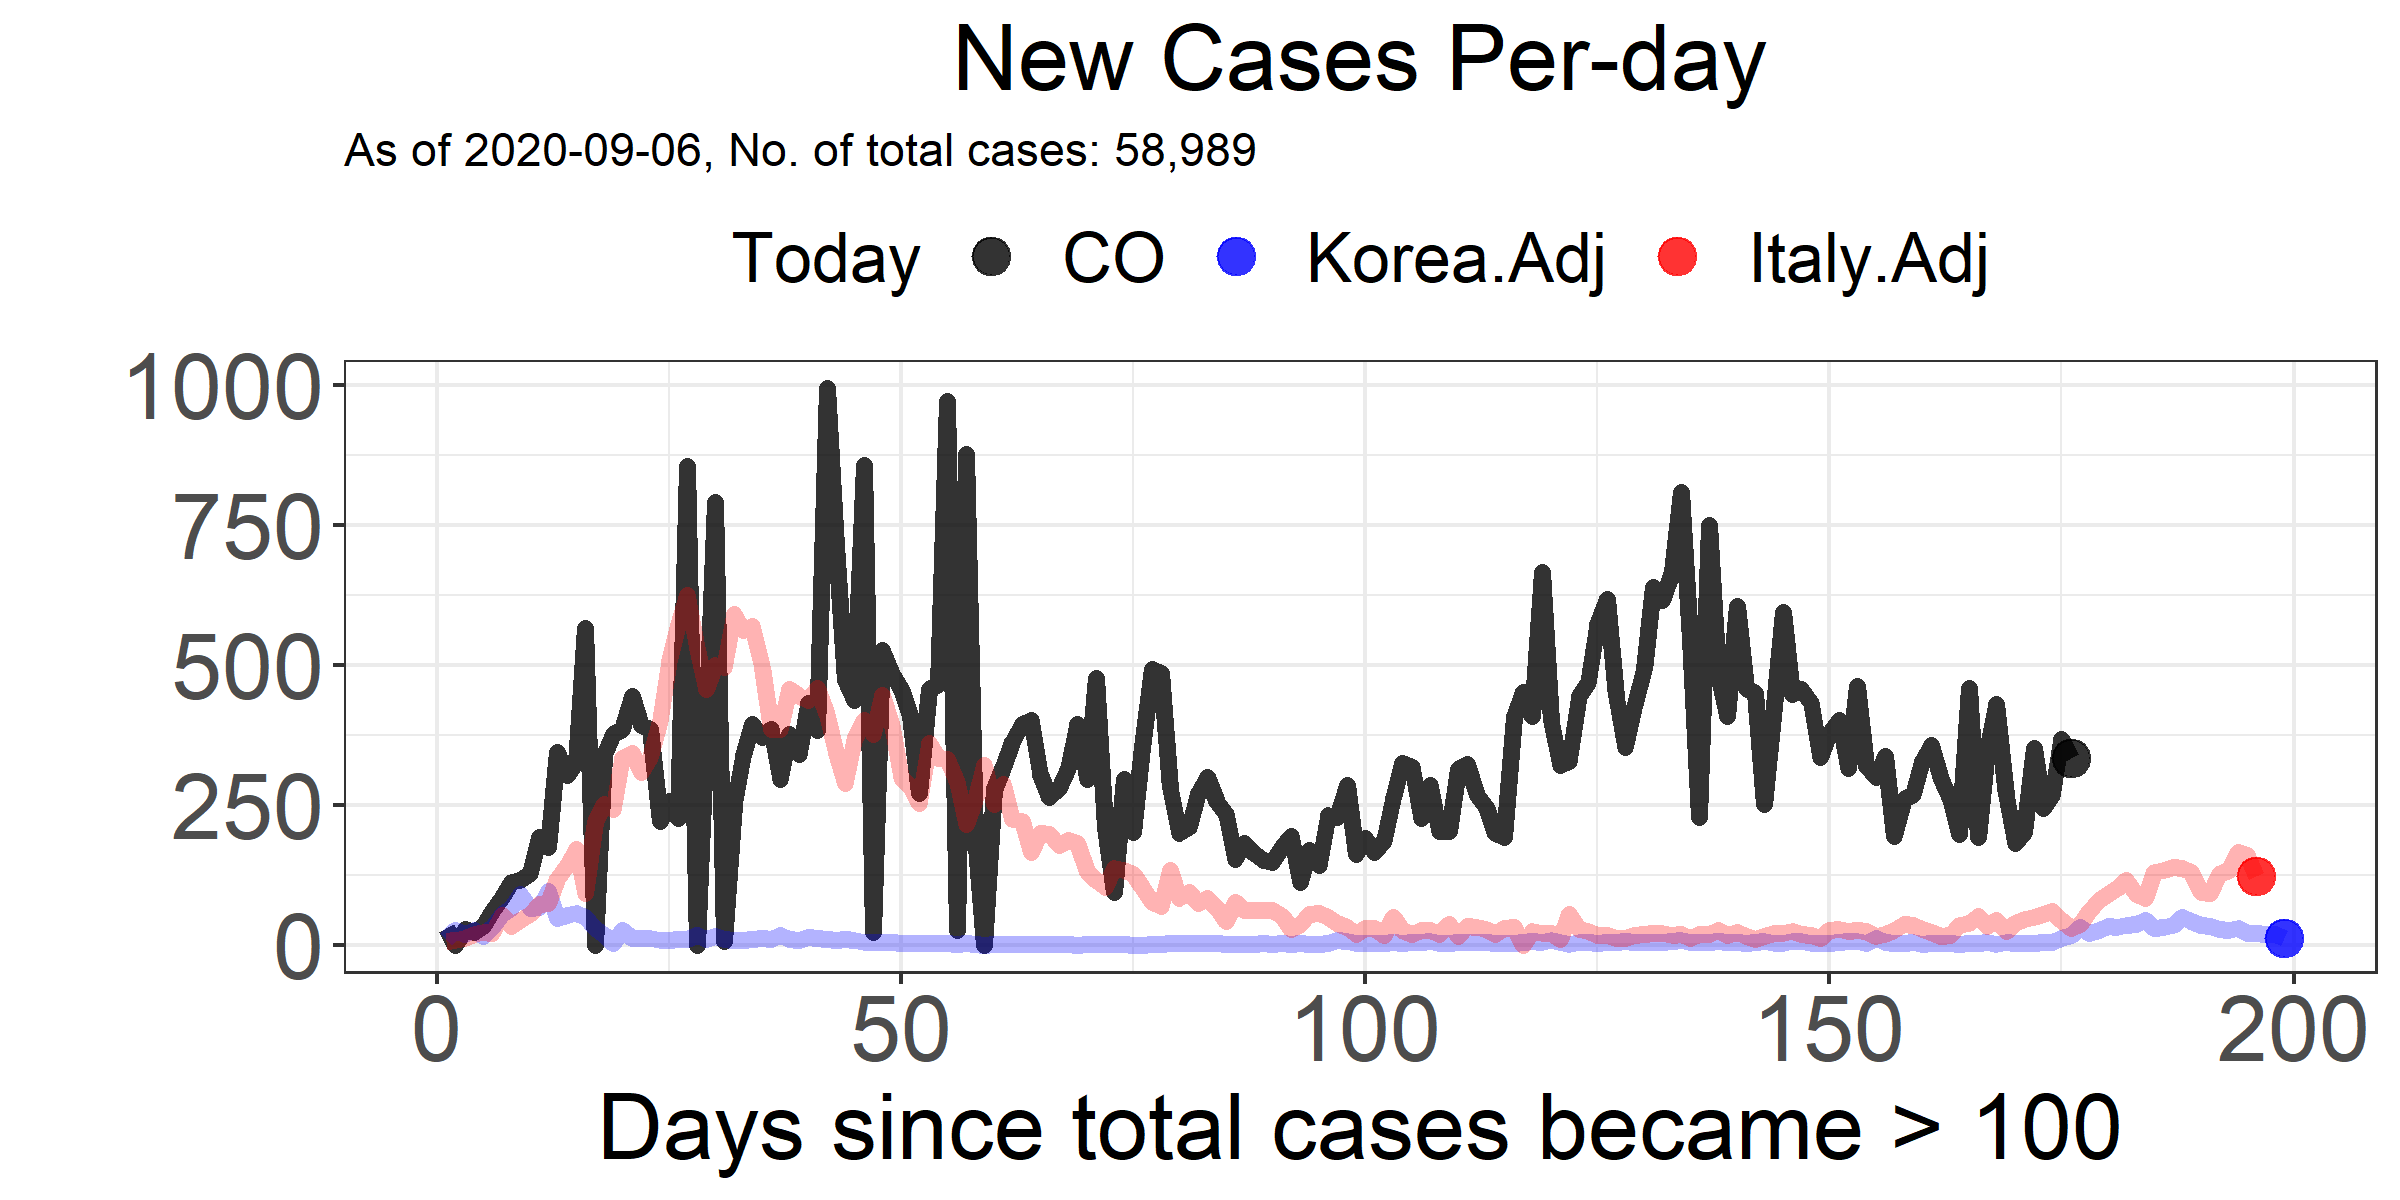 New Cases Per-day
As of 2020-09-06, No. of total cases: 58,989
Today CO Korea.Adj Italy.Adj
1000
750
500
250
0
0 50 100 150 200
Days since total cases became > 100